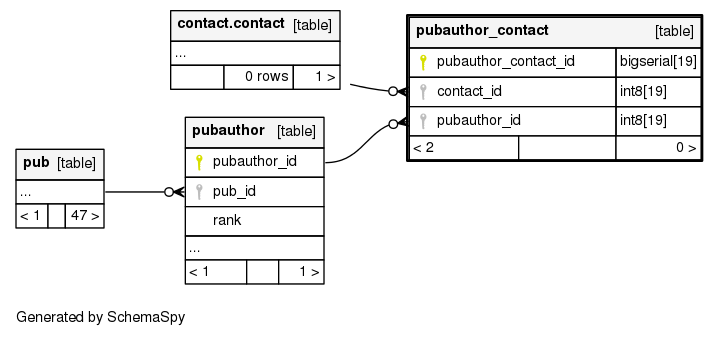 contact.contact [table]
...
0 rows 1 >
pubauthor_contact [table]
pubauthor_contact_id bigserial[19]
contact_id int8[19]
pubauthor_id int8[19]
< 2 0 >
pubauthor [table]
pubauthor_id
pub_id
rank
...
< 1 1 >
pub [table]
...
< 1 47 >
Generated by SchemaSpy